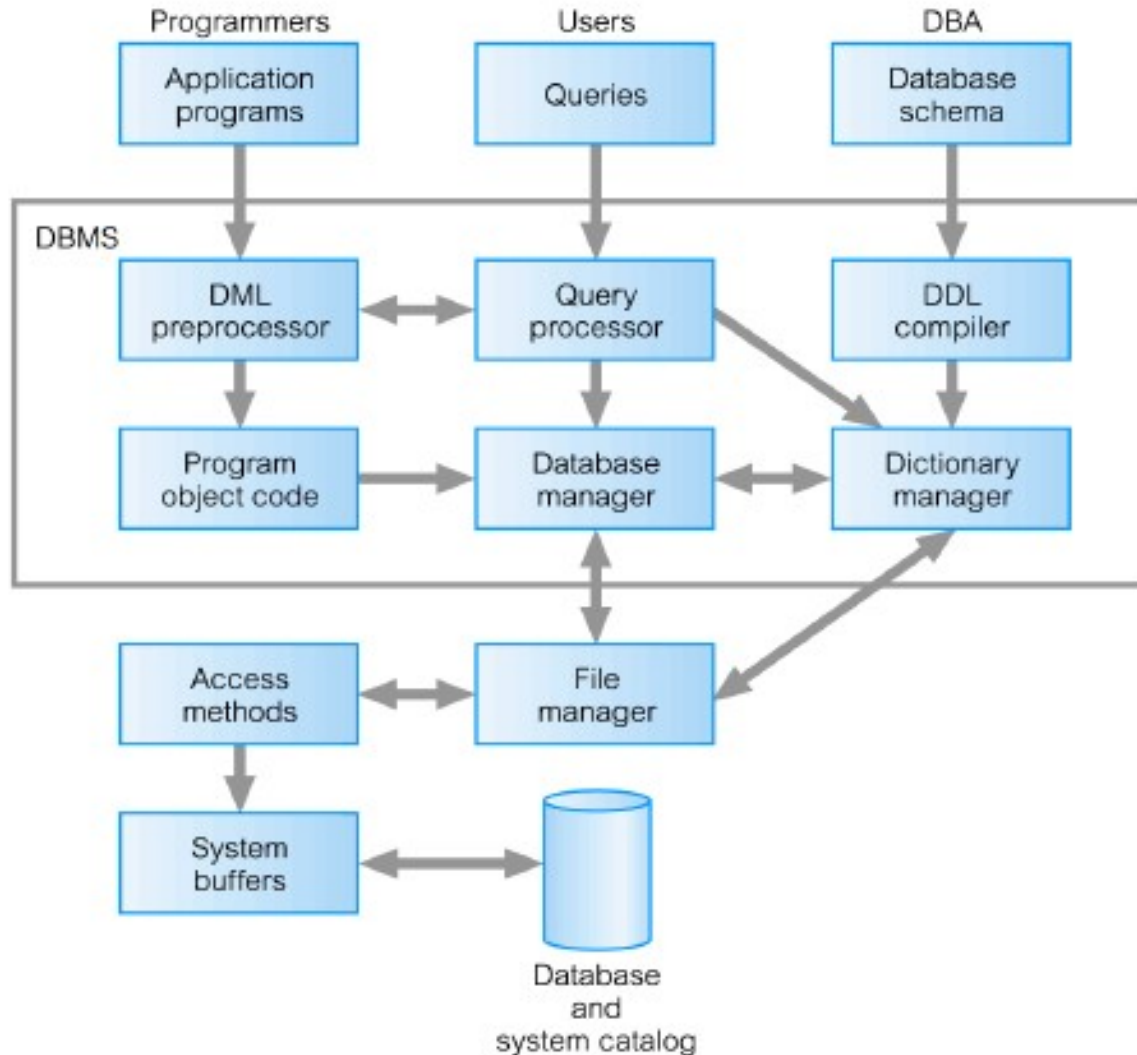 Programmers
Users
DBA
Application
programs
Queries
Database
schema
DBMS
DML
preprocessor
Query
processor
DDL
compiler
Program
object code
Database
manager
Dictionary
manager
Access
methods
File
manager
System
buffers
Database
and
system catalog